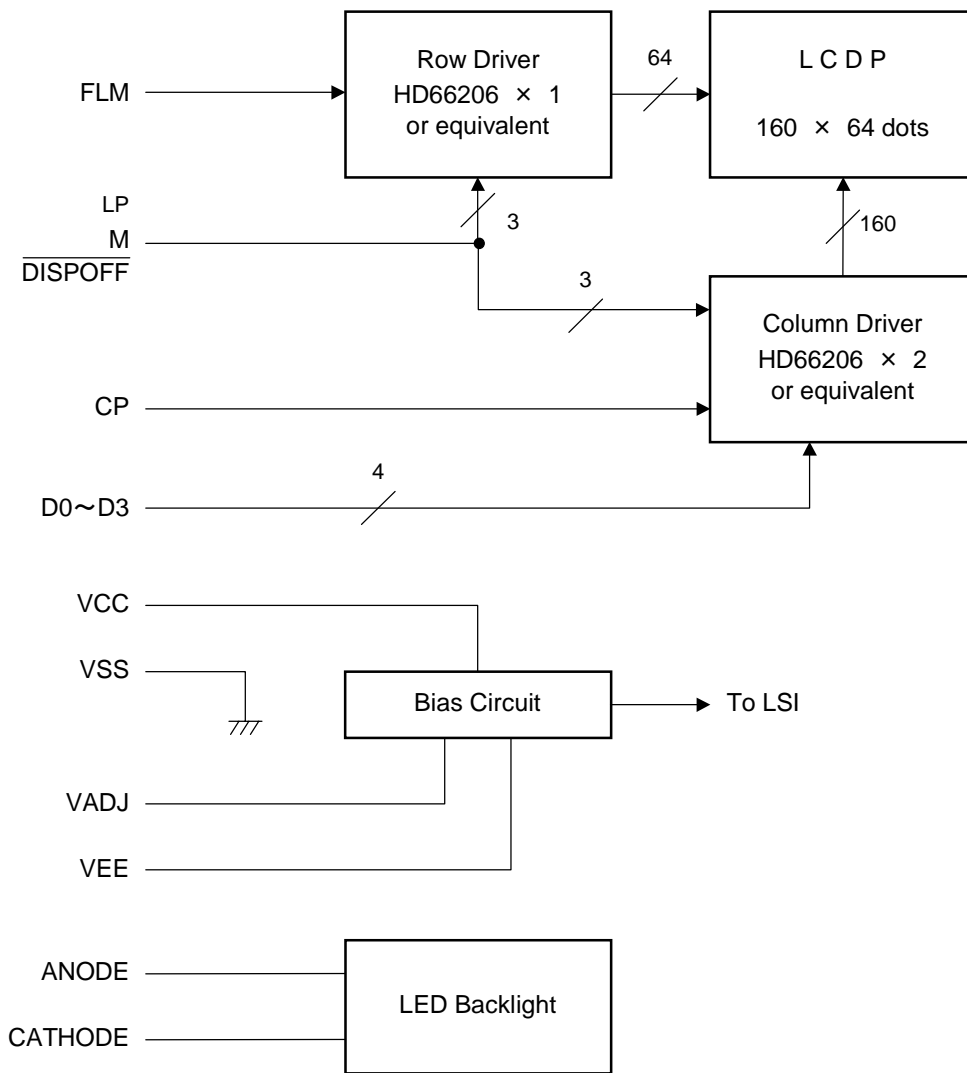 FLM
Row Driver
HD66206 × 1
or equivalent
64
L C D P
160 × 64 dots
LP
M
DISPOFF
3
160
3
Column Driver
HD66206 × 2
or equivalent
CP
4
D0～D3
VCC
VSS
Bias Circuit
To LSI
VADJ
VEE
ANODE
LED Backlight
CATHODE